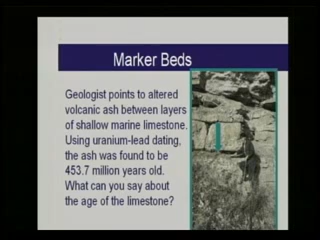 Marker Beds
Geologist points to altered
volcanic ash between layers
of shallow marine limestone.
Using uranium-lead dating,
the ash was found to be
453.7 million years old.
What can you say about
the age of the limestone?